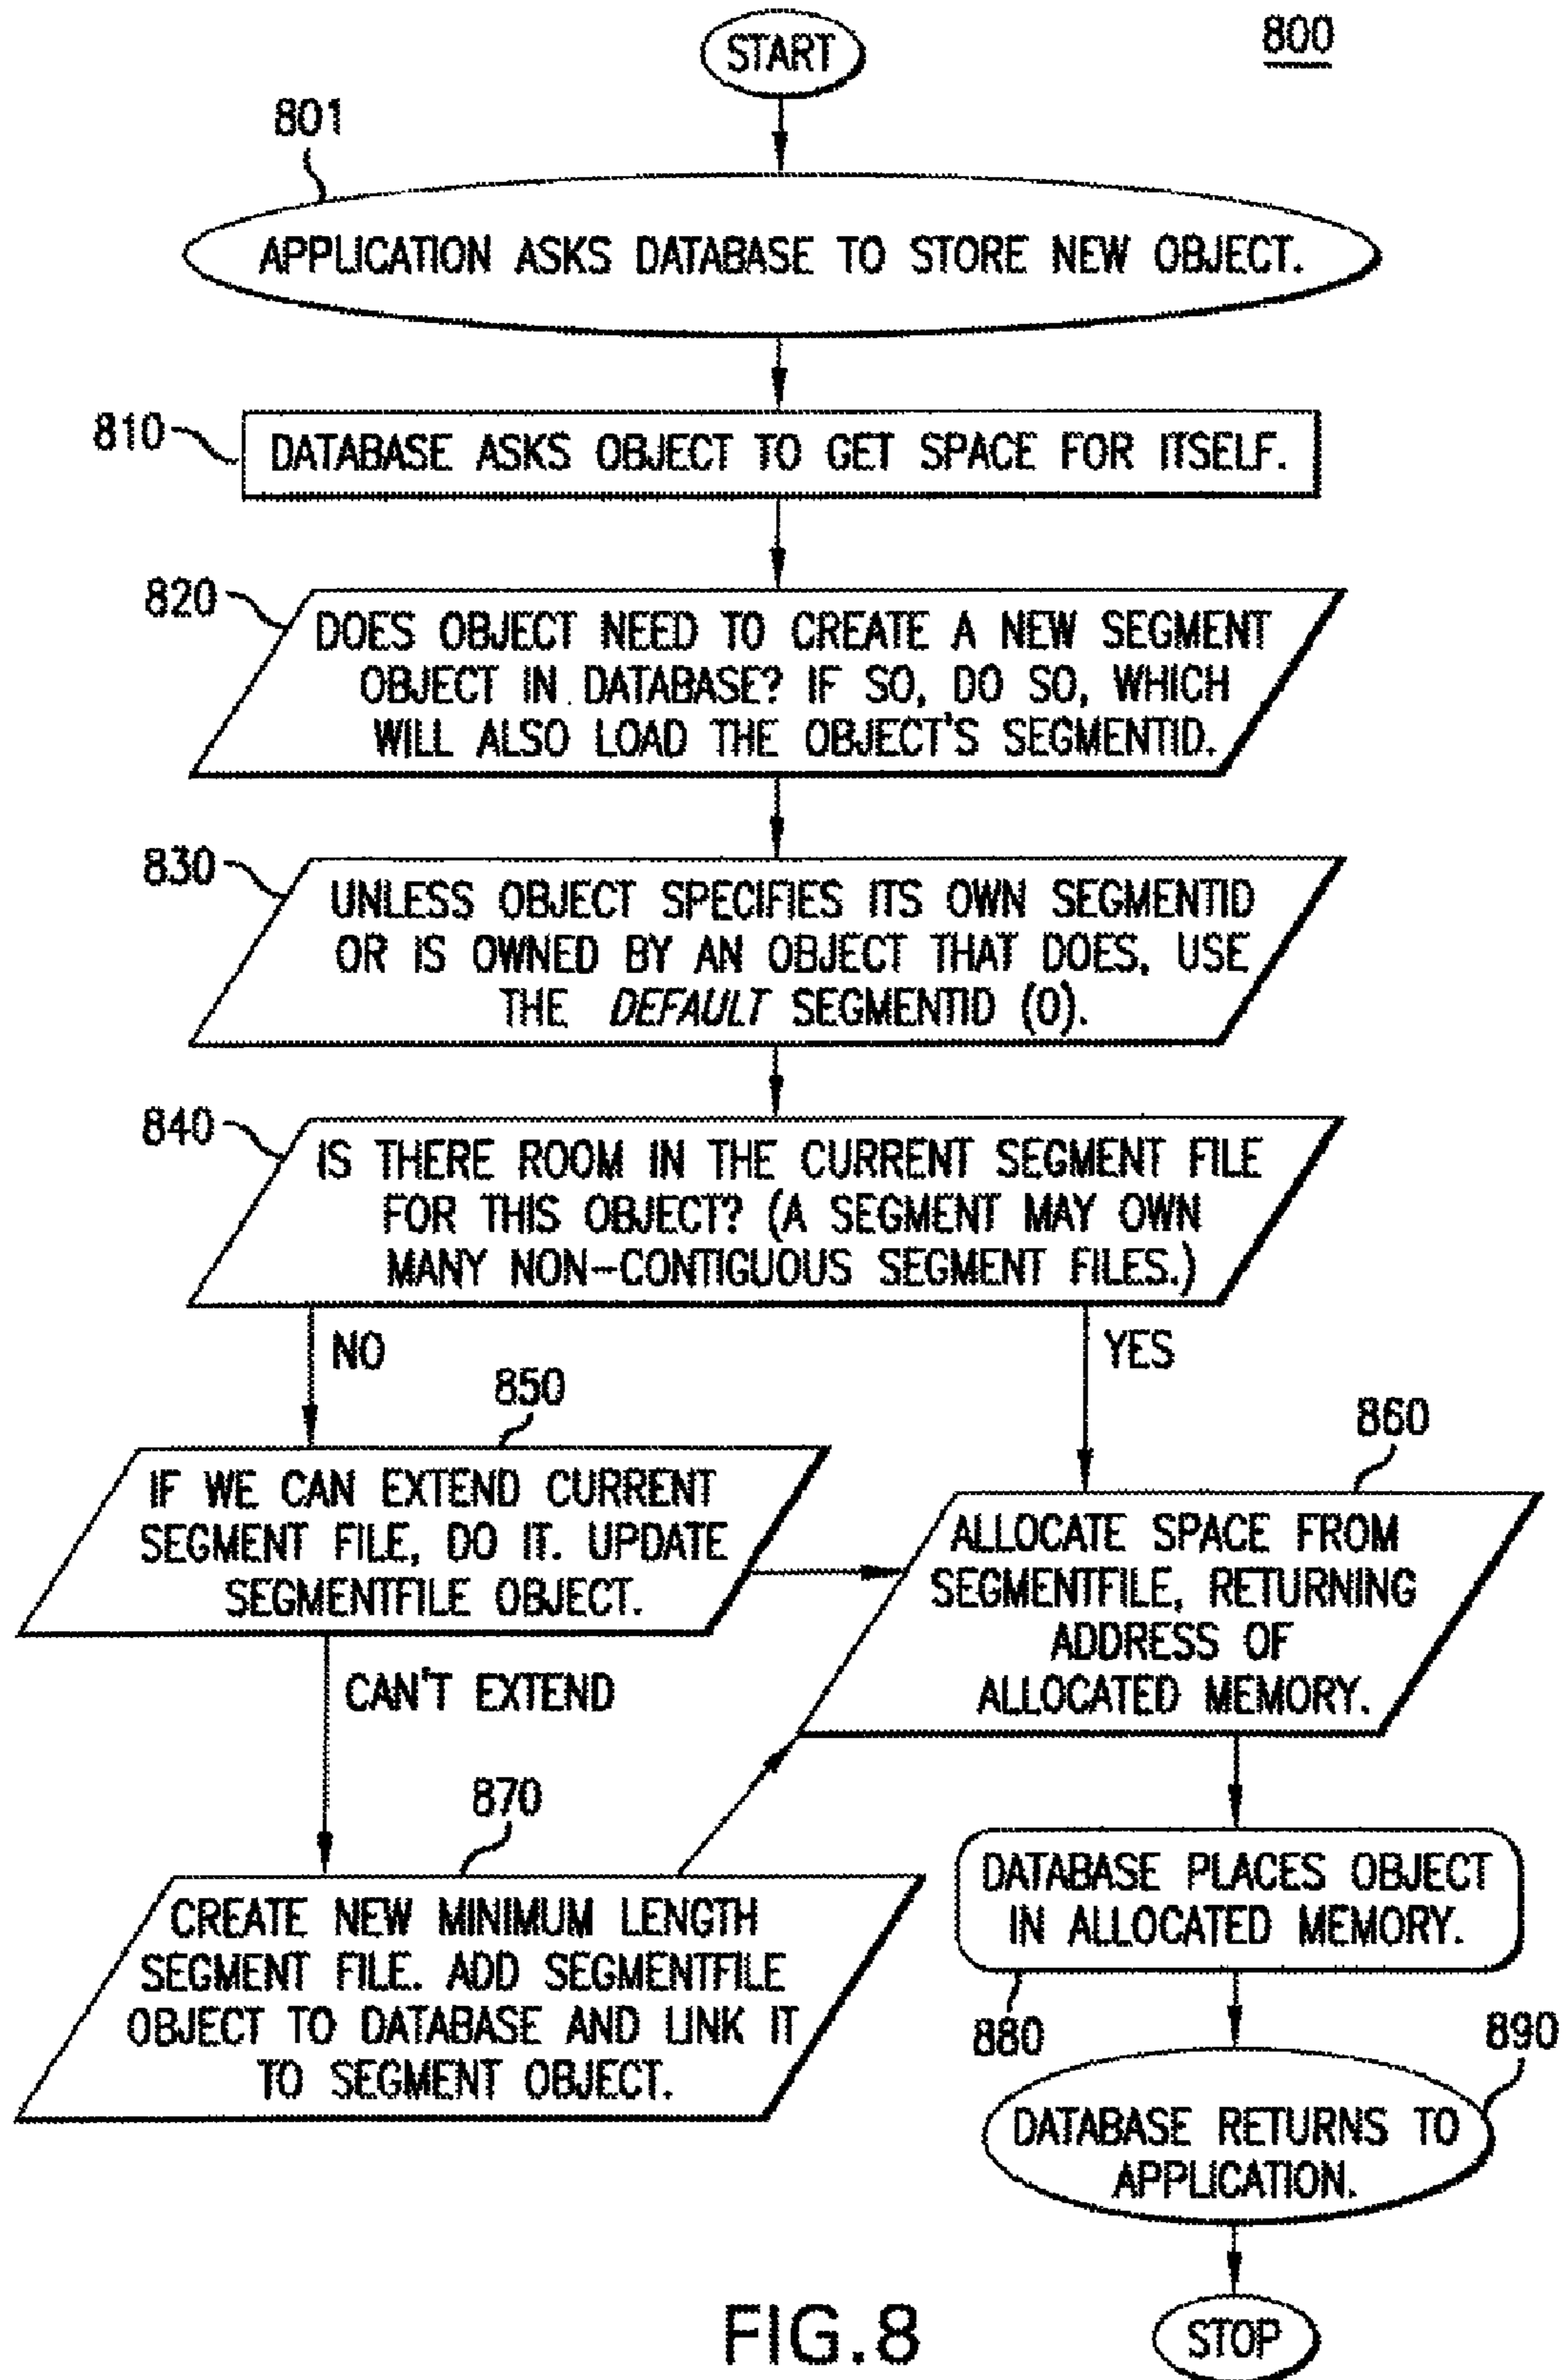 START
800
801
APPLICATION ASKS DATABASE TO STORE NEW OBJECT.
810
DATABASE ASKS OBJECT TO GET SPACE FOR ITSELF.
820
DOES OBJECT NEED TO CREATE A NEW SEGMENT
OBJECT IN DATABASE? IF SO, DO SO, WHICH
WILL ALSO LOAD THE OBJECT'S SEGMENTID.
830
UNLESS OBJECT SPECIFIES ITS OWN SEGMENTID
OR IS OWNED BY AN OBJECT THAT DOES, USE
THE DEFAULT SEGMENTID (0).
840
IS THERE ROOM IN THE CURRENT SEGMENT FILE
FOR THIS OBJECT? (A SEGMENT MAY OWN
MANY NON-CONTIGUOUS SEGMENT FILES.)
NO
YES
850
IF WE CAN EXTEND CURRENT
SEGMENT FILE, DO IT. UPDATE
SEGMENTFILE OBJECT.
860
ALLOCATE SPACE FROM
SEGMENTFILE, RETURNING
ADDRESS OF
ALLOCATED MEMORY.
CAN'T EXTEND
870
CREATE NEW MINIMUM LENGTH
SEGMENT FILE. ADD SEGMENTFILE
OBJECT TO DATABASE AND LINK IT
TO SEGMENT OBJECT.
DATABASE PLACES OBJECT
IN ALLOCATED MEMORY.
880
890
DATABASE RETURNS TO
APPLICATION.
STOP
FIG.8